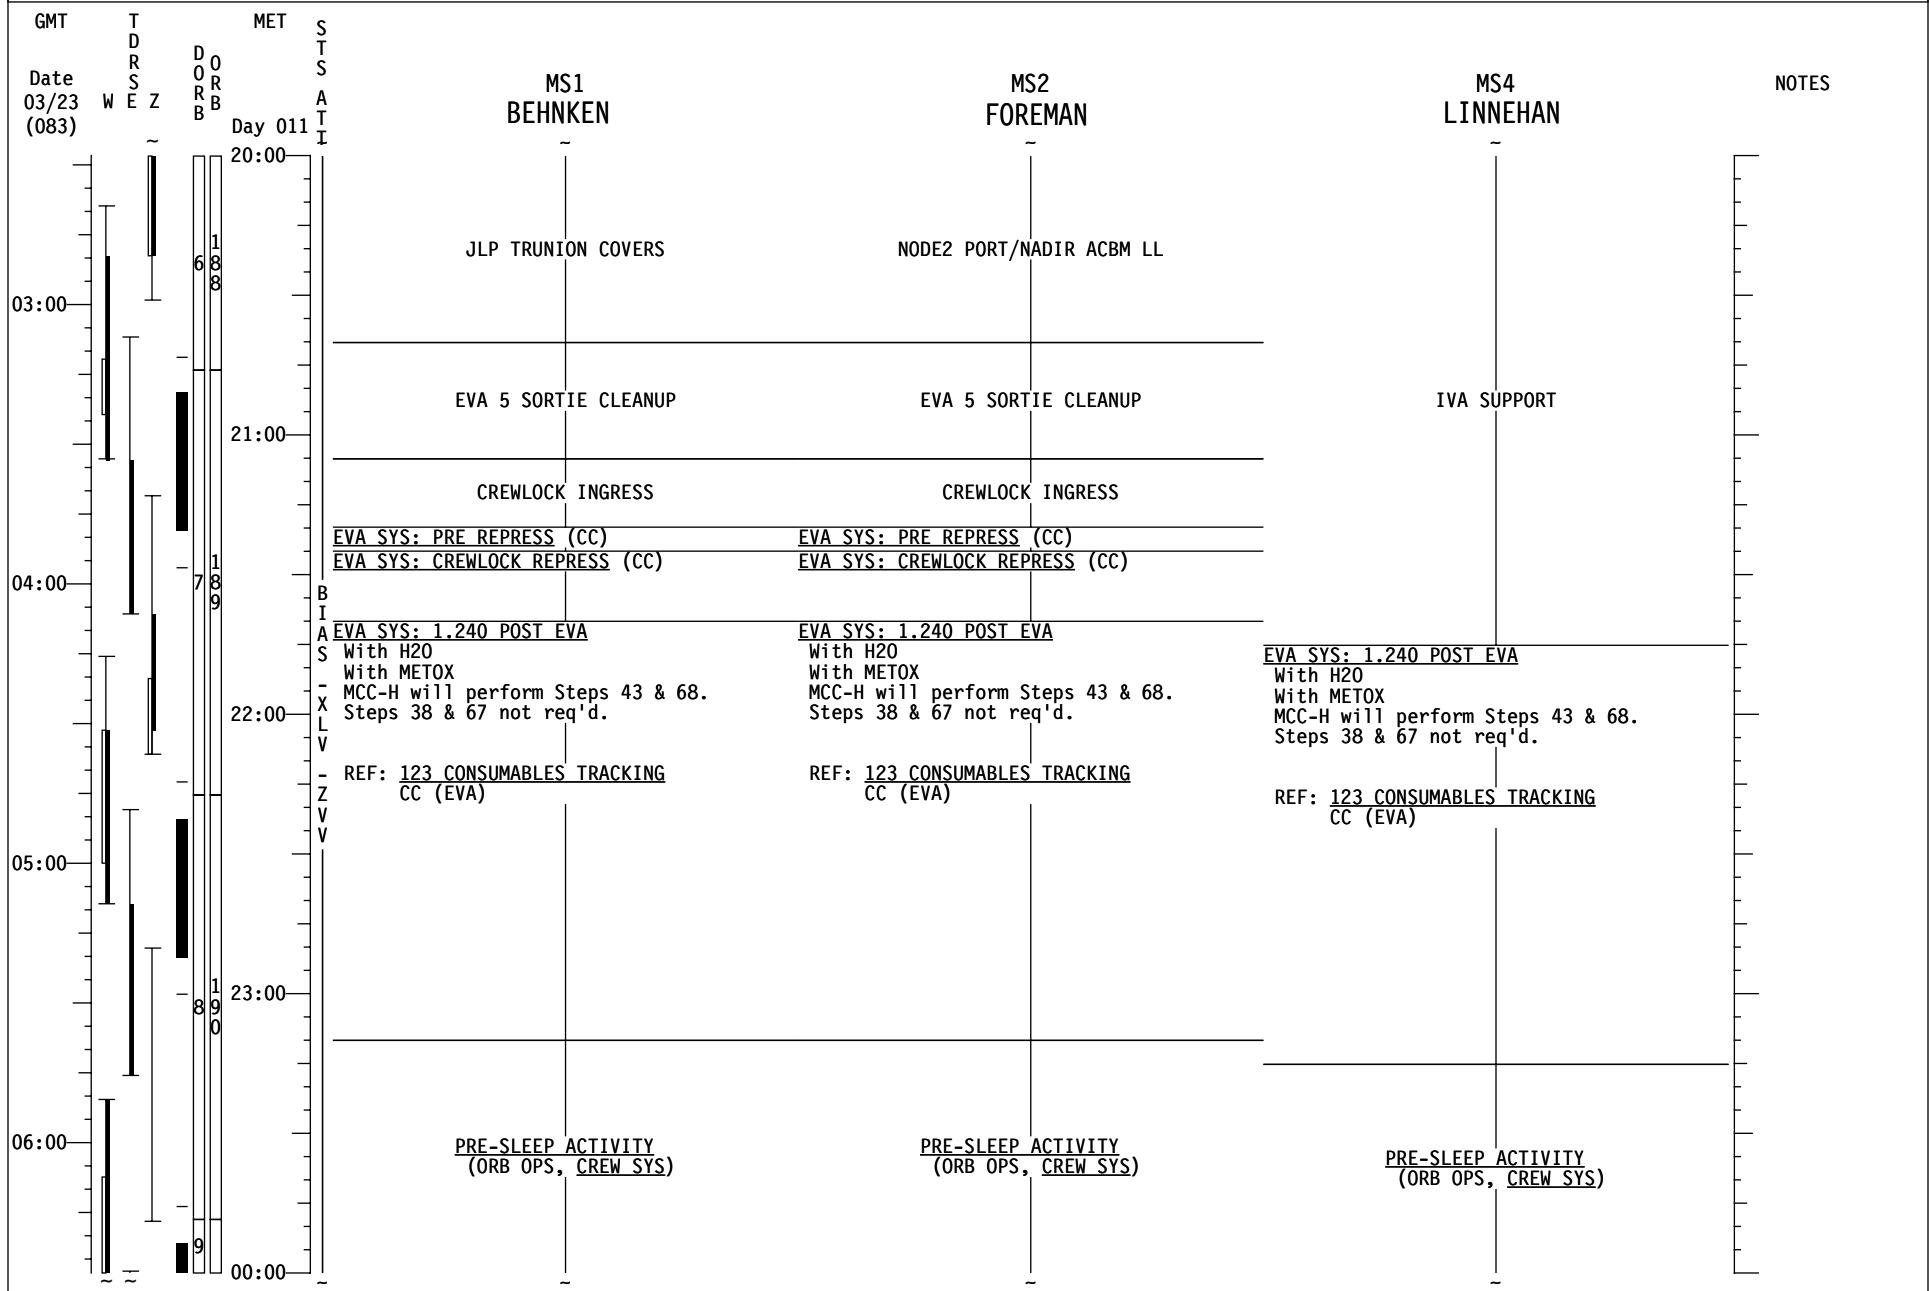 GMT
TDRS
MET
STS ATT
DORB
ORB
Date
03/23
(083)
W E Z
Day 011
MS1
BEHNKEN
MS2
FOREMAN
MS4
LINNEHAN
NOTES
~ ~ ~ ~
20:00
JLP TRUNION COVERS
NODE2 PORT/NADIR ACBM LL
6
188
03:00
EVA 5 SORTIE CLEANUP
EVA 5 SORTIE CLEANUP
IVA SUPPORT
21:00
CREWLOCK INGRESS
CREWLOCK INGRESS
EVA SYS: PRE REPRESS (CC)
EVA SYS: PRE REPRESS (CC)
EVA SYS: CREWLOCK REPRESS (CC)
EVA SYS: CREWLOCK REPRESS (CC)
04:00
7
189
BIAS -XLV -ZVV
EVA SYS: 1.240 POST EVA
With H2O
With METOX
MCC-H will perform Steps 43 & 68.
Steps 38 & 67 not req'd.
REF: 123 CONSUMABLES TRACKING
CC (EVA)
EVA SYS: 1.240 POST EVA
With H2O
With METOX
MCC-H will perform Steps 43 & 68.
Steps 38 & 67 not req'd.
REF: 123 CONSUMABLES TRACKING
CC (EVA)
EVA SYS: 1.240 POST EVA
With H2O
With METOX
MCC-H will perform Steps 43 & 68.
Steps 38 & 67 not req'd.
REF: 123 CONSUMABLES TRACKING
CC (EVA)
22:00
05:00
8
190
23:00
06:00
PRE-SLEEP ACTIVITY
(ORB OPS, CREW SYS)
PRE-SLEEP ACTIVITY
(ORB OPS, CREW SYS)
PRE-SLEEP ACTIVITY
(ORB OPS, CREW SYS)
9
00:00
~ ~ ~ ~ ~ ~